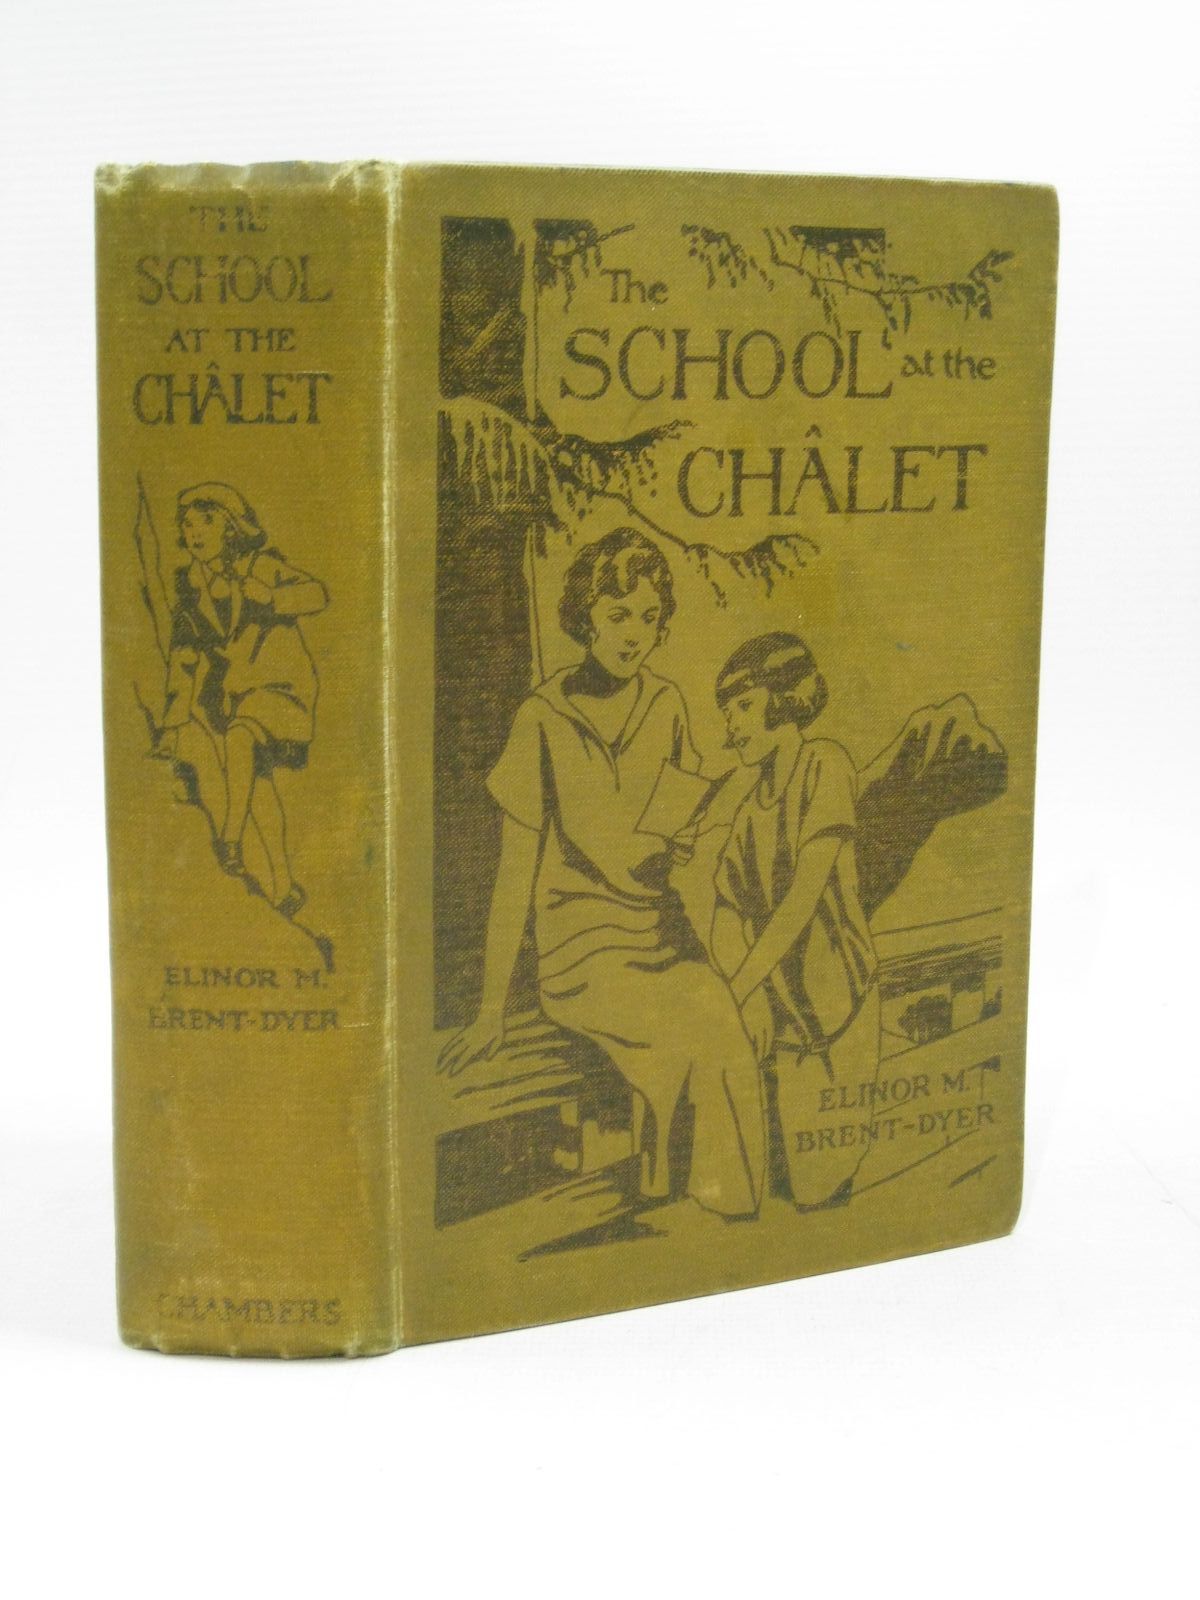 THE
SCHOOL
AT THE
CHÂLET
ELINOR M.
BRENT-DYER
CHAMBERS
The
SCHOOL at the
CHÂLET
ELINOR M.
BRENT-DYER